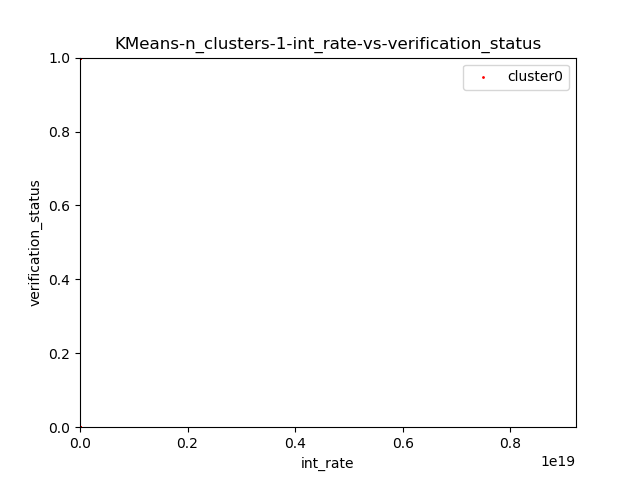 KMeans-n_clusters-1-int_rate-vs-verification_status
cluster0
1.0
0.8
0.6
0.4
0.2
0.0
verification_status
0.0 0.2 0.4 0.6 0.8
1e19
int_rate